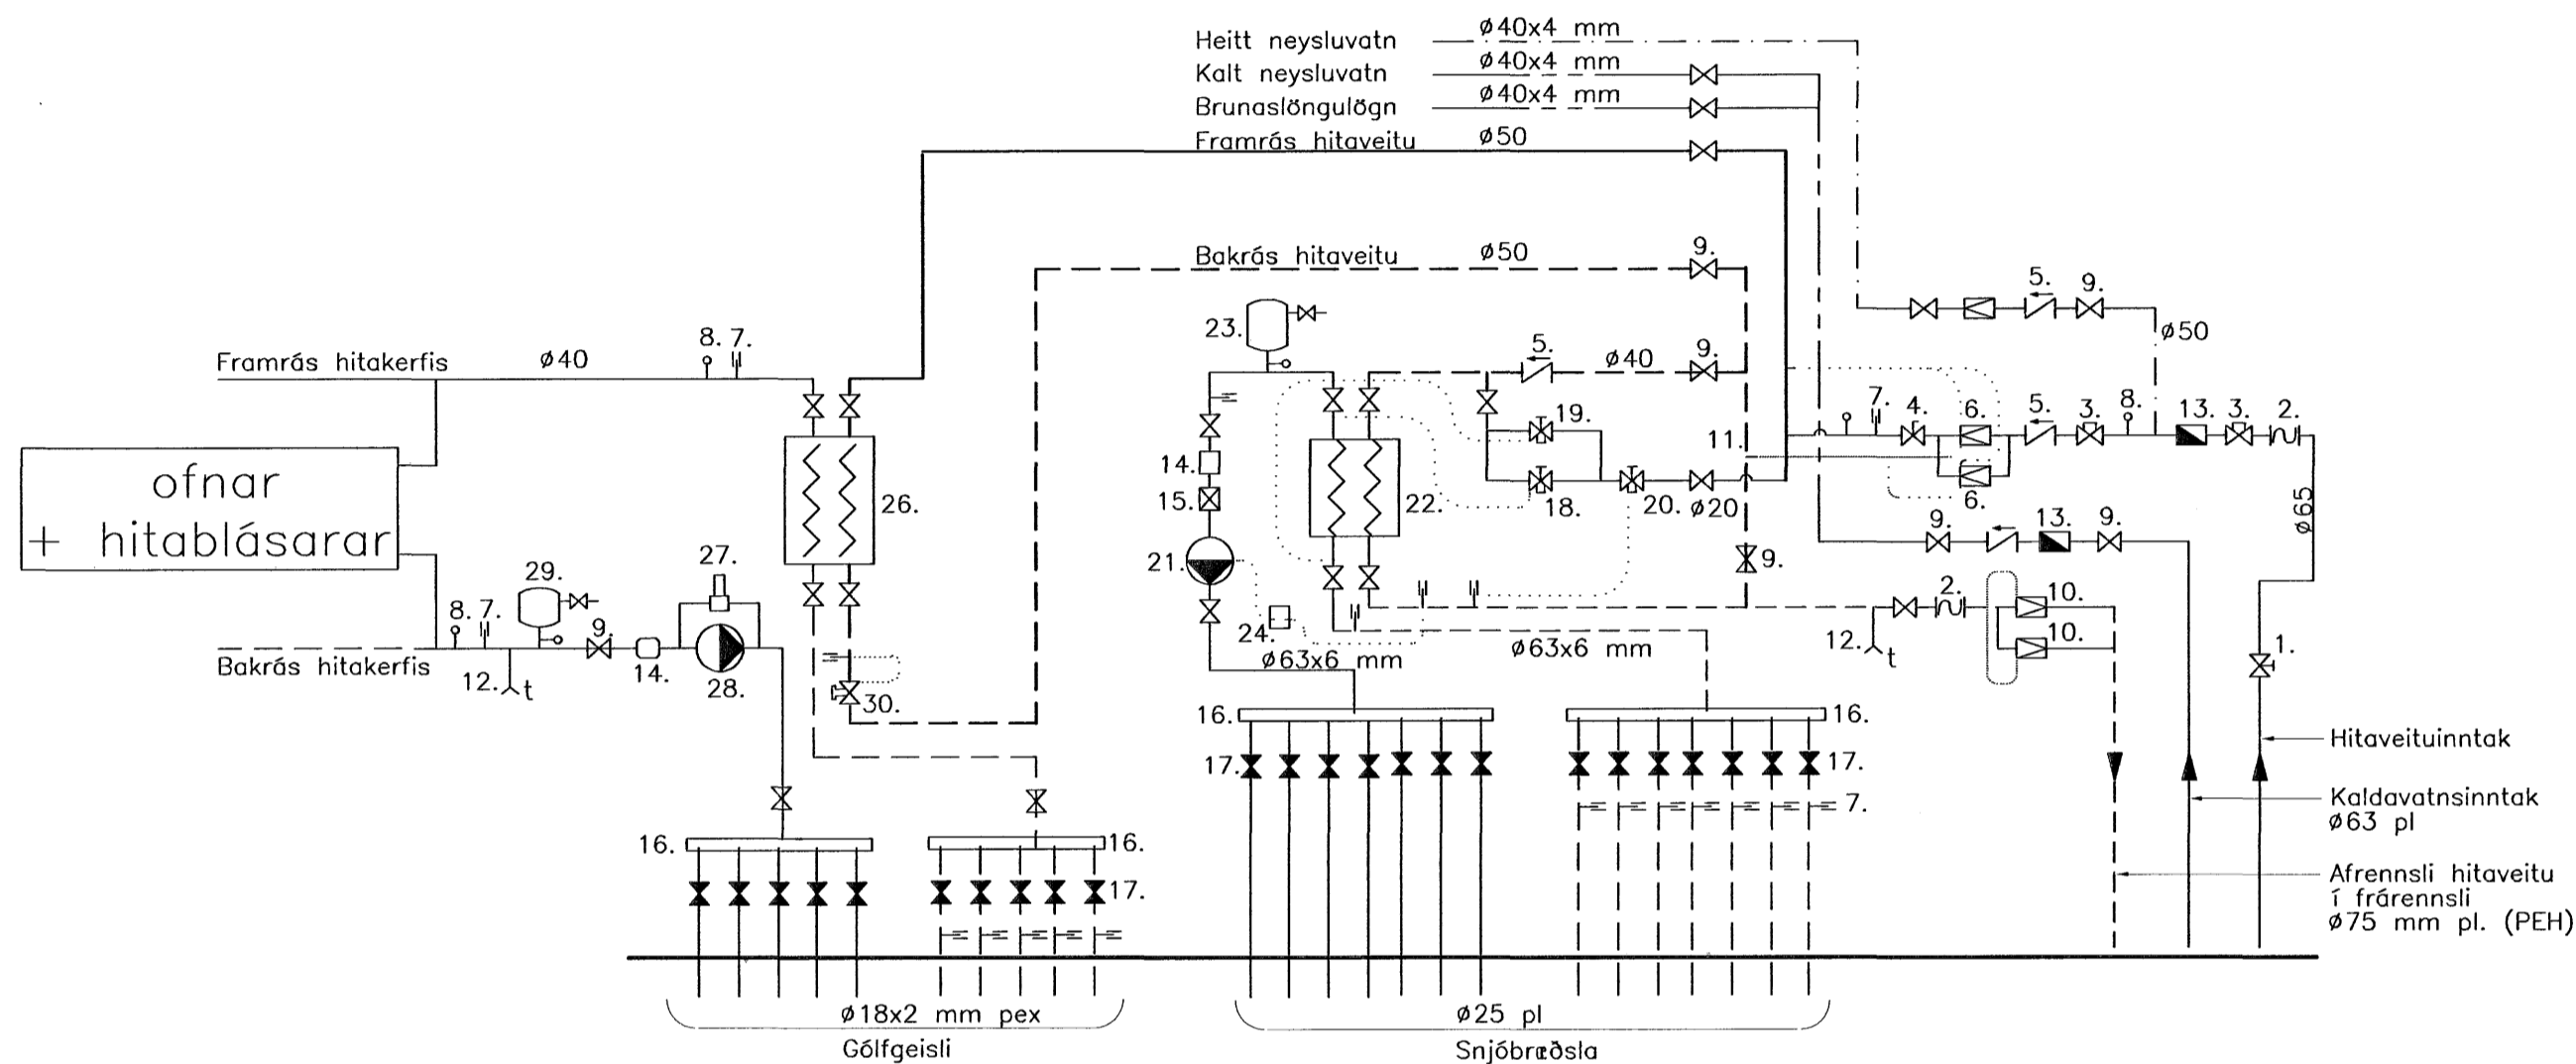 Heitt neysluvatn ø40x4 mm
Kalt neysluvatn ø40x4 mm
Brunaslöngulögn ø40x4 mm
Framrás hitaveitu ø50
Bakrás hitaveitu ø50 9.
5. 9.
ø50
23.
5. ø40 9.
Framrás hitakerfis ø40 8. 7.
ofnar
+ hitablásarar
26.
14.
15.
21.
22.
19.
18. 20. ø20
11.
7. 4. 6. 5. 3. 8. 13. 3. 2.
6.
ø65
9. 13. 9.
9.
27.
29.
8. 7. 9.
Bakrás hitakerfis 12. t 14. 28.
30.
24.
ø63x6 mm ø63x6 mm
12. t
2. 10.
10.
1.
16. 16.
17. 17.
7.
16. 16.
17.
Hitaveituinntak
Kaldavatnsinntak
ø63 pl
Afrennsli hitaveitu
í frárennsli
ø75 mm pl. (PEH)
ø18x2 mm pex
Gólfgeisli
ø25 pl
Snjóbræðsla